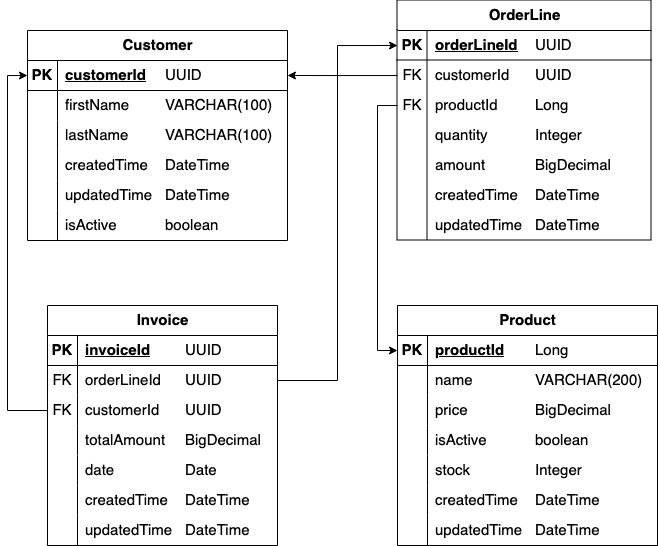 Customer
PK customerId UUID
firstName VARCHAR(100)
lastName VARCHAR(100)
createdTime DateTime
updatedTime DateTime
isActive boolean
OrderLine
PK orderLineId UUID
FK customerId UUID
FK productId Long
quantity Integer
amount BigDecimal
createdTime DateTime
updatedTime DateTime
Invoice
PK invoiceId UUID
FK orderLineId UUID
FK customerId UUID
totalAmount BigDecimal
date Date
createdTime DateTime
updatedTime DateTime
Product
PK productId Long
name VARCHAR(200)
price BigDecimal
isActive boolean
stock Integer
createdTime DateTime
updatedTime DateTime